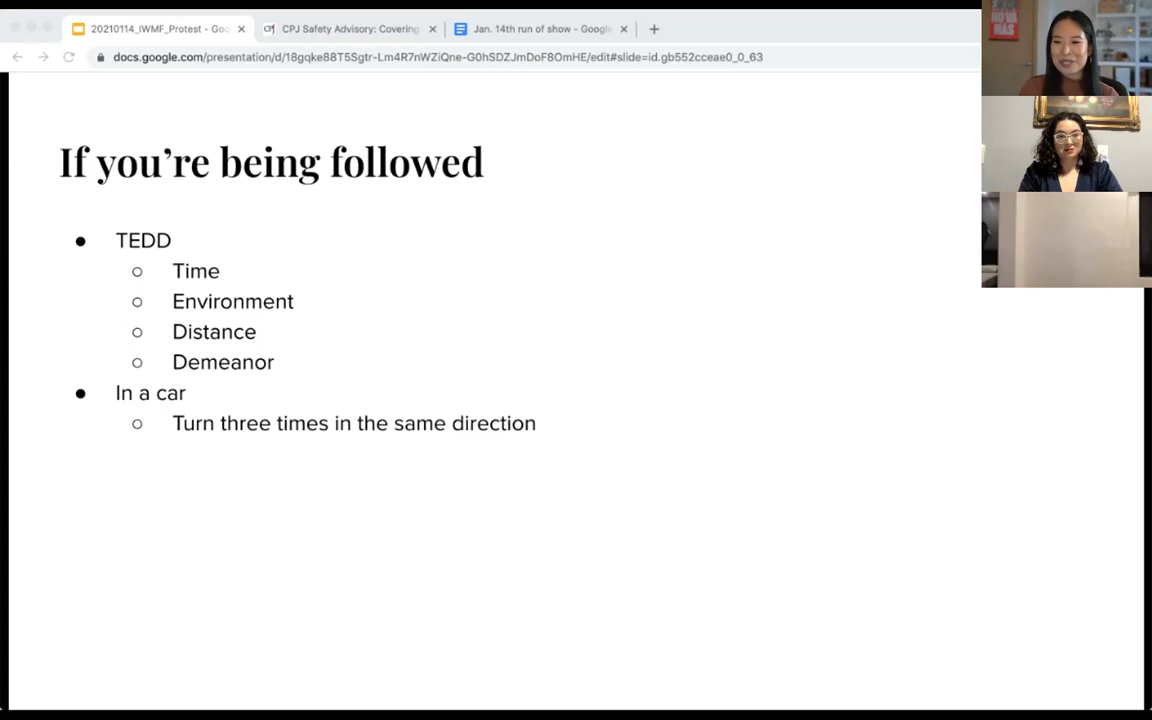 20210114_IWMF_Protest - Goo
CPJ Safety Advisory: Covering
Jan. 14th run of show - Google
docs.google.com/presentation/d/18gqke88T5Sgtr-Lm4R7nWZiQne-G0hSDZJmDoF8OmHE/edit#slide=id.gb552cceae0_0_63
If you’re being followed
● TEDD
○ Time
○ Environment
○ Distance
○ Demeanor
● In a car
○ Turn three times in the same direction